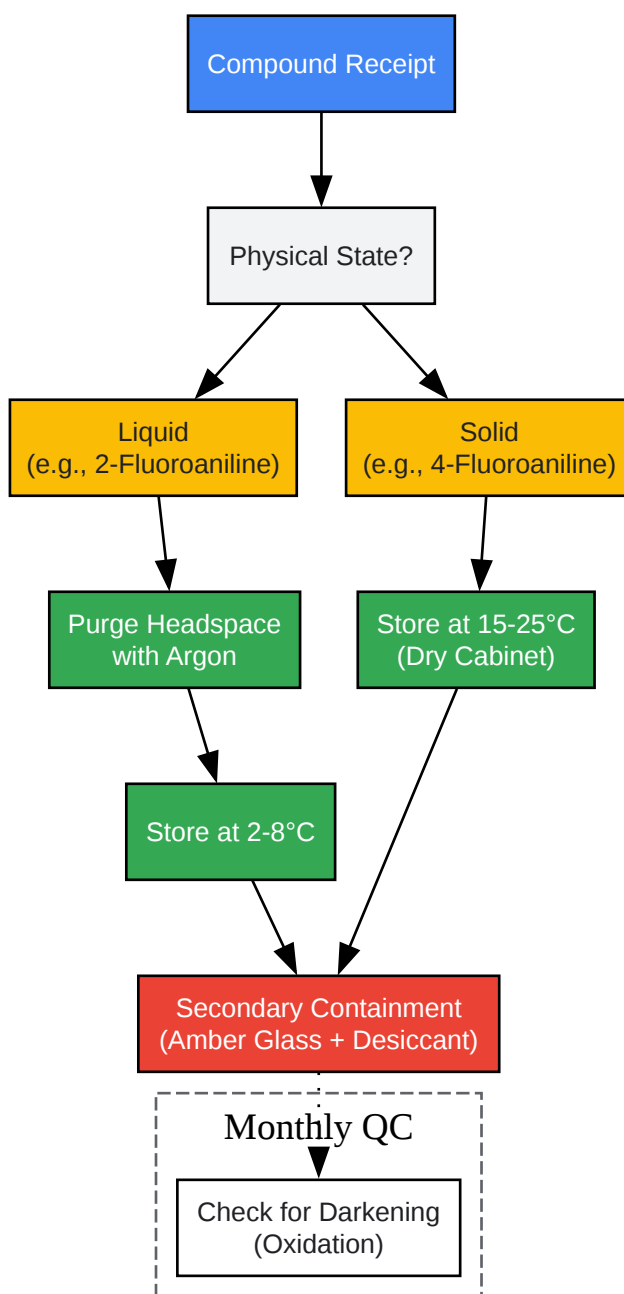 Compound Receipt
Physical State?
Liquid
(e.g., 2-Fluoroaniline)
Solid
(e.g., 4-Fluoroaniline)
Purge Headspace
with Argon
Store at 15-25°C
(Dry Cabinet)
Store at 2-8°C
Secondary Containment
(Amber Glass + Desiccant)
Monthly QC
Check for Darkening
(Oxidation)